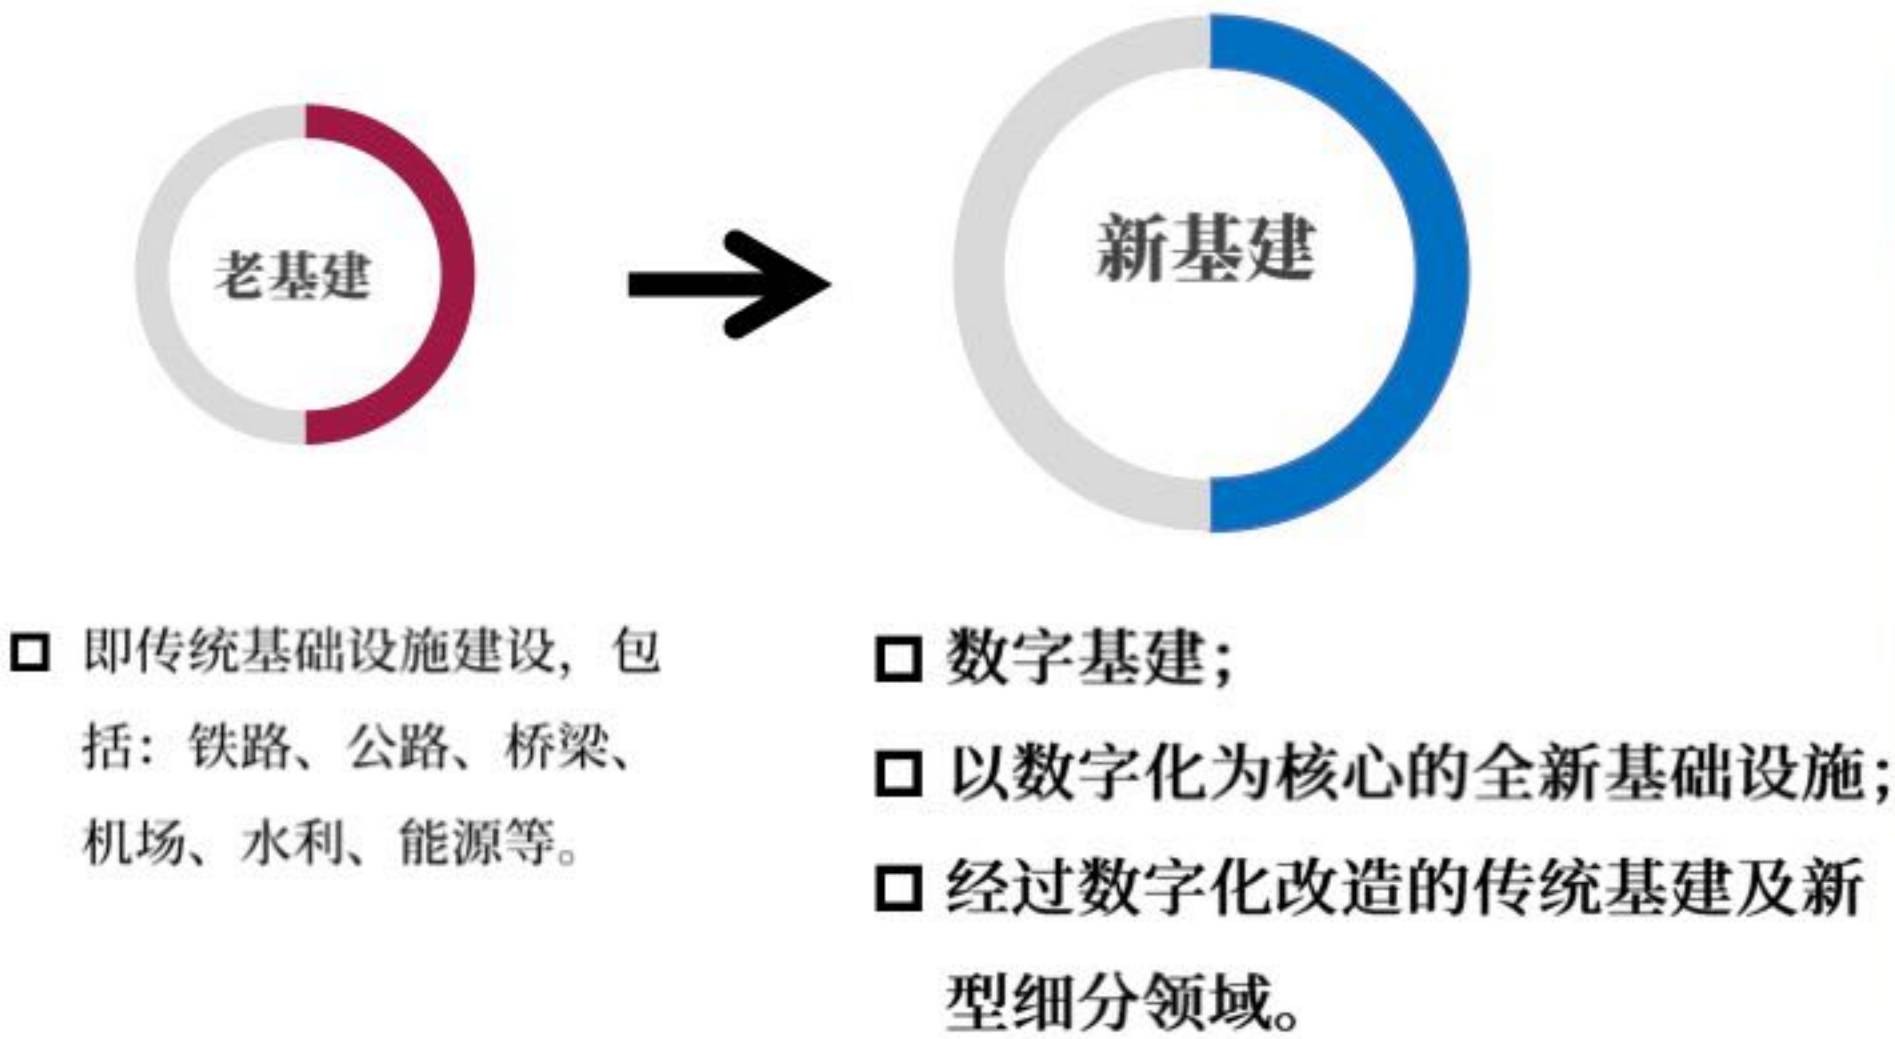 老基建
新基建
即传统基础设施建设，包
括：铁路、公路、桥梁、
机场、水利、能源等。
数字基建；
以数字化为核心的全新基础设施；
经过数字化改造的传统基建及新
型细分领域。